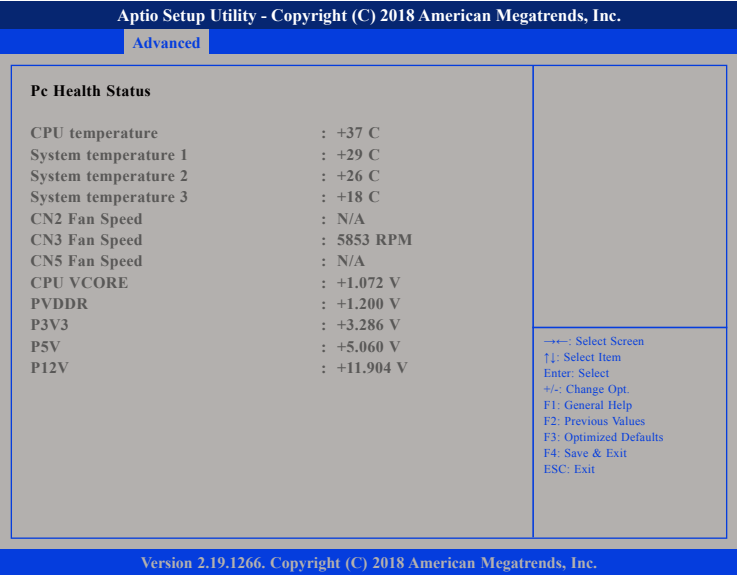 Aptio Setup Utility - Copyright (C) 2018 American Megatrends, Inc.
Advanced
Pc Health Status
CPU temperature : +37 C
System temperature 1 : +29 C
System temperature 2 : +26 C
System temperature 3 : +18 C
CN2 Fan Speed : N/A
CN3 Fan Speed : 5853 RPM
CN5 Fan Speed : N/A
CPU VCORE : +1.072 V
PVDDR : +1.200 V
P3V3 : +3.286 V
P5V : +5.060 V
P12V : +11.904 V
→←: Select Screen
↑↓: Select Item
Enter: Select
+/-: Change Opt.
F1: General Help
F2: Previous Values
F3: Optimized Defaults
F4: Save & Exit
ESC: Exit
Version 2.19.1266. Copyright (C) 2018 American Megatrends, Inc.